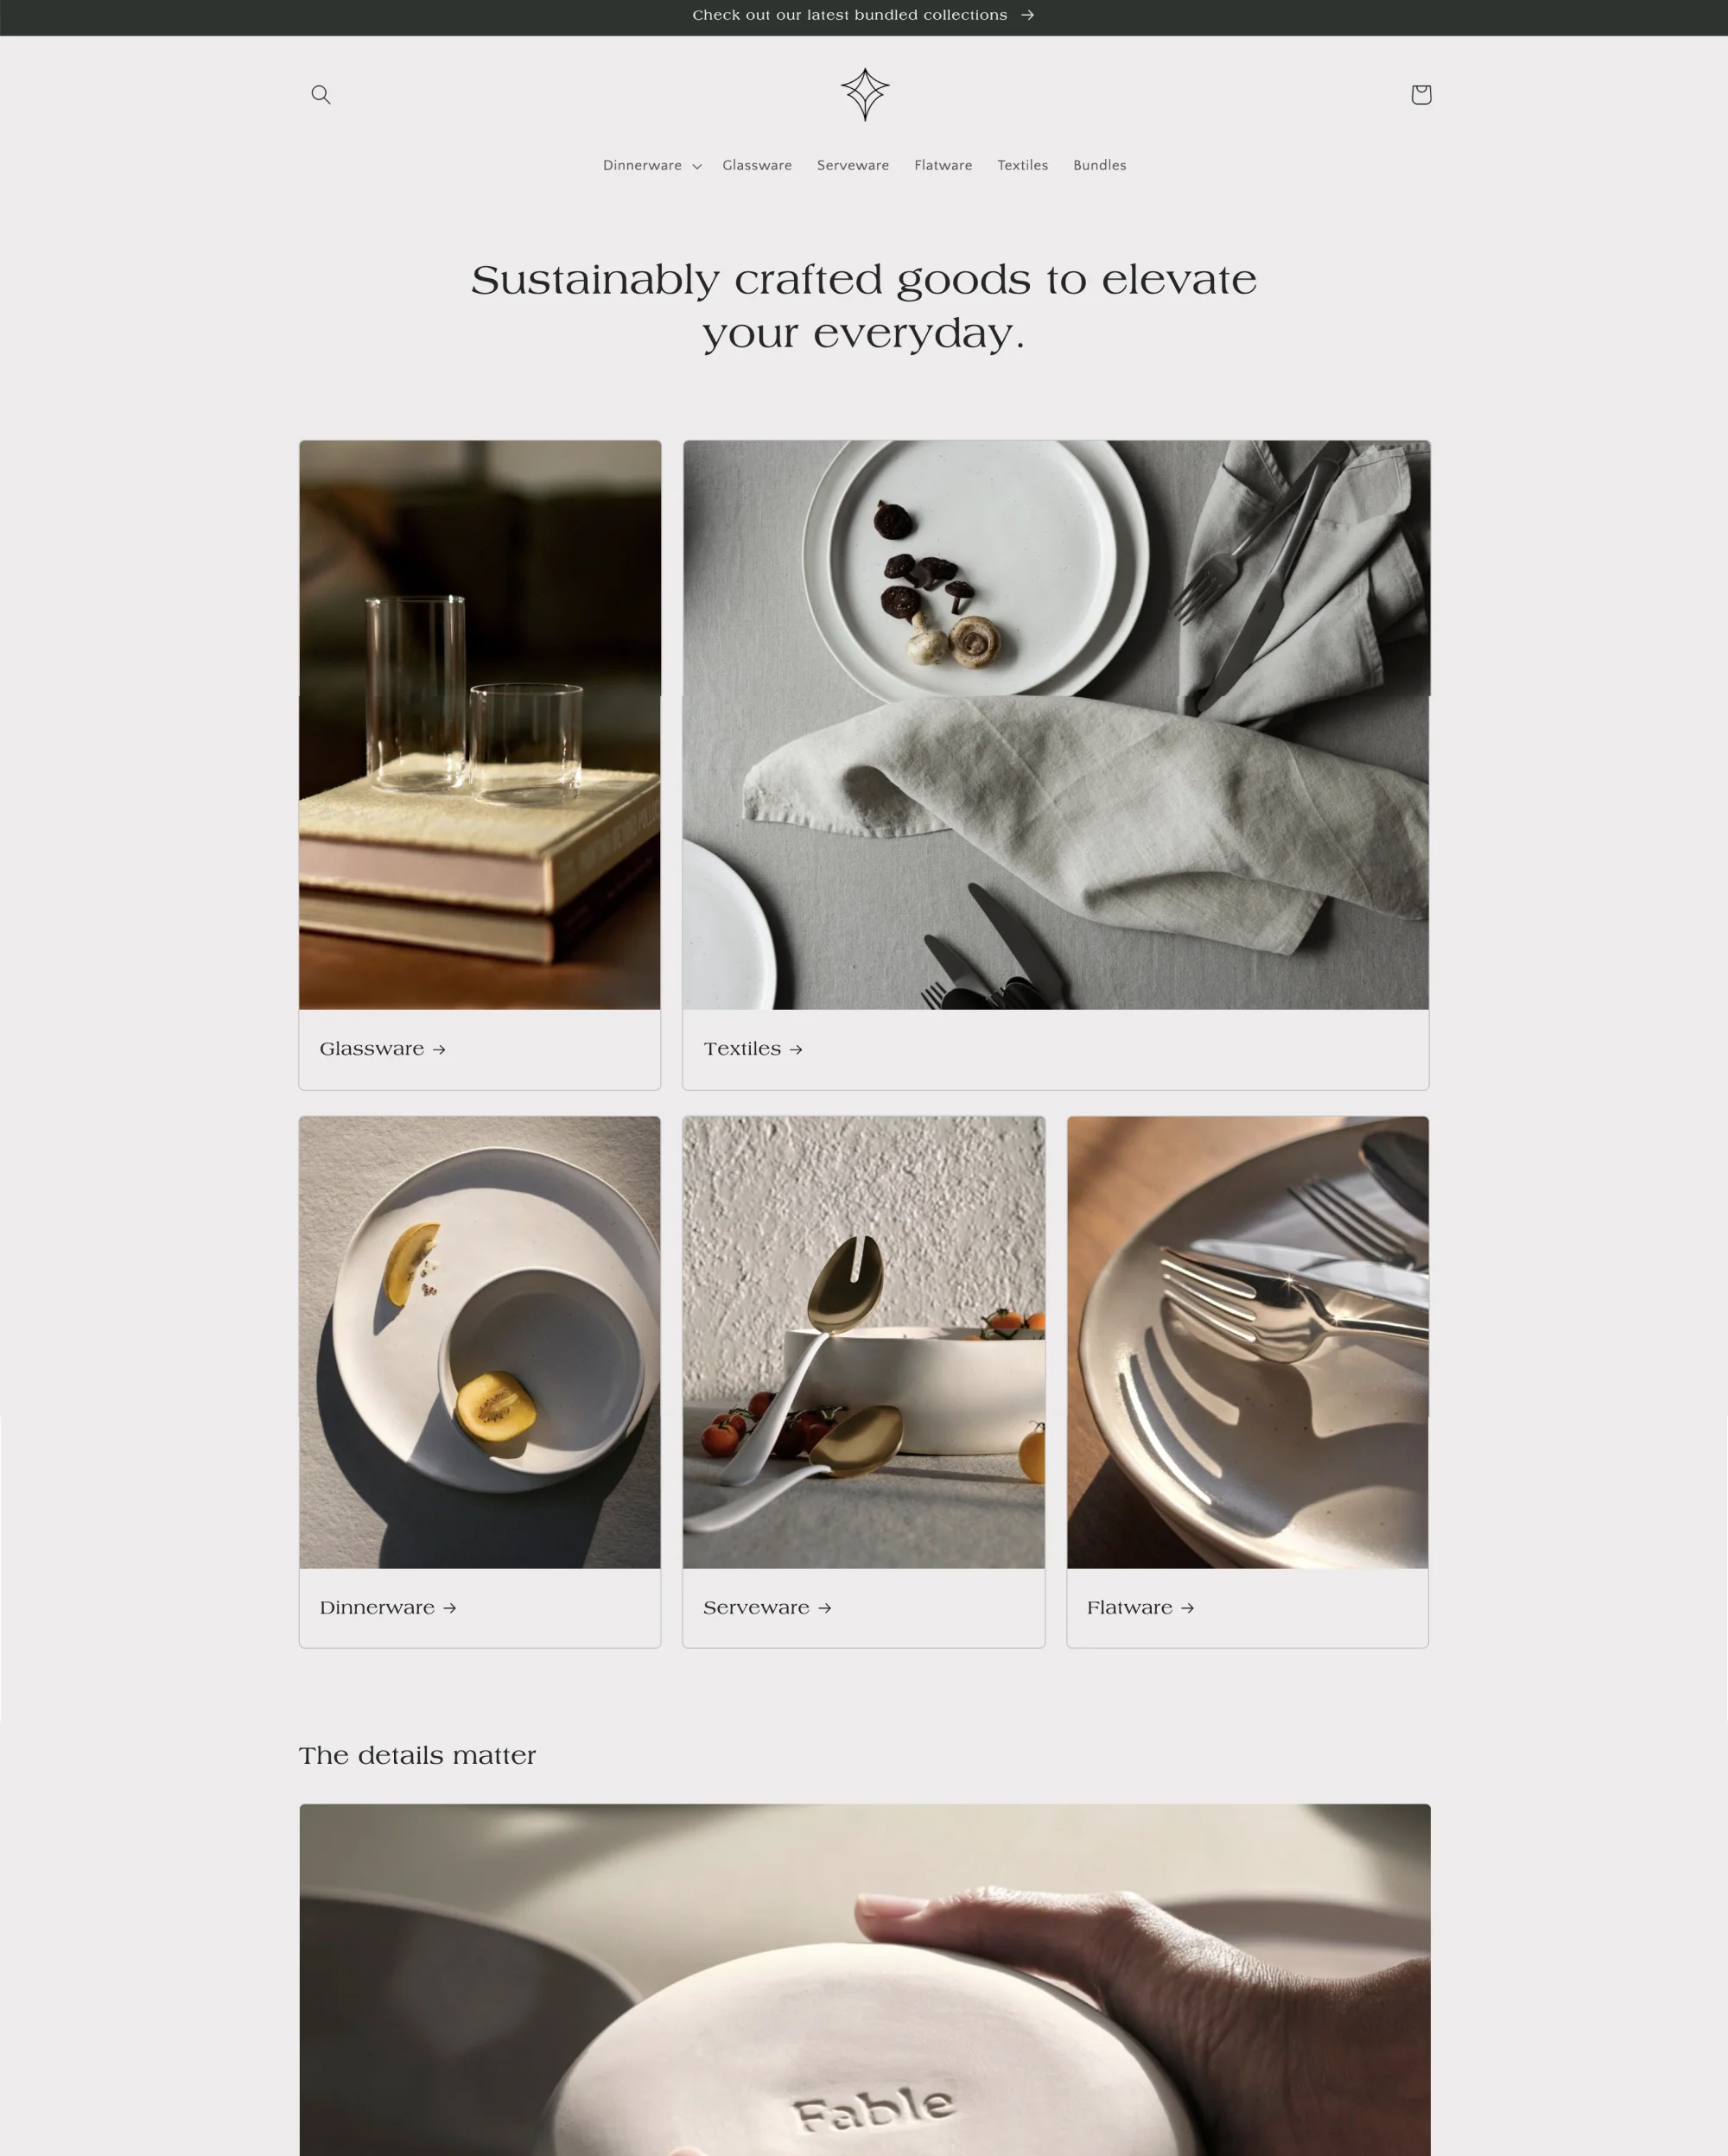 Check out our latest bundled collections →
Dinnerware Glassware Serveware Flatware Textiles Bundles
Sustainably crafted goods to elevate
your everyday.
Glassware →
Textiles →
Dinnerware →
Serveware →
Flatware →
The details matter
Fable